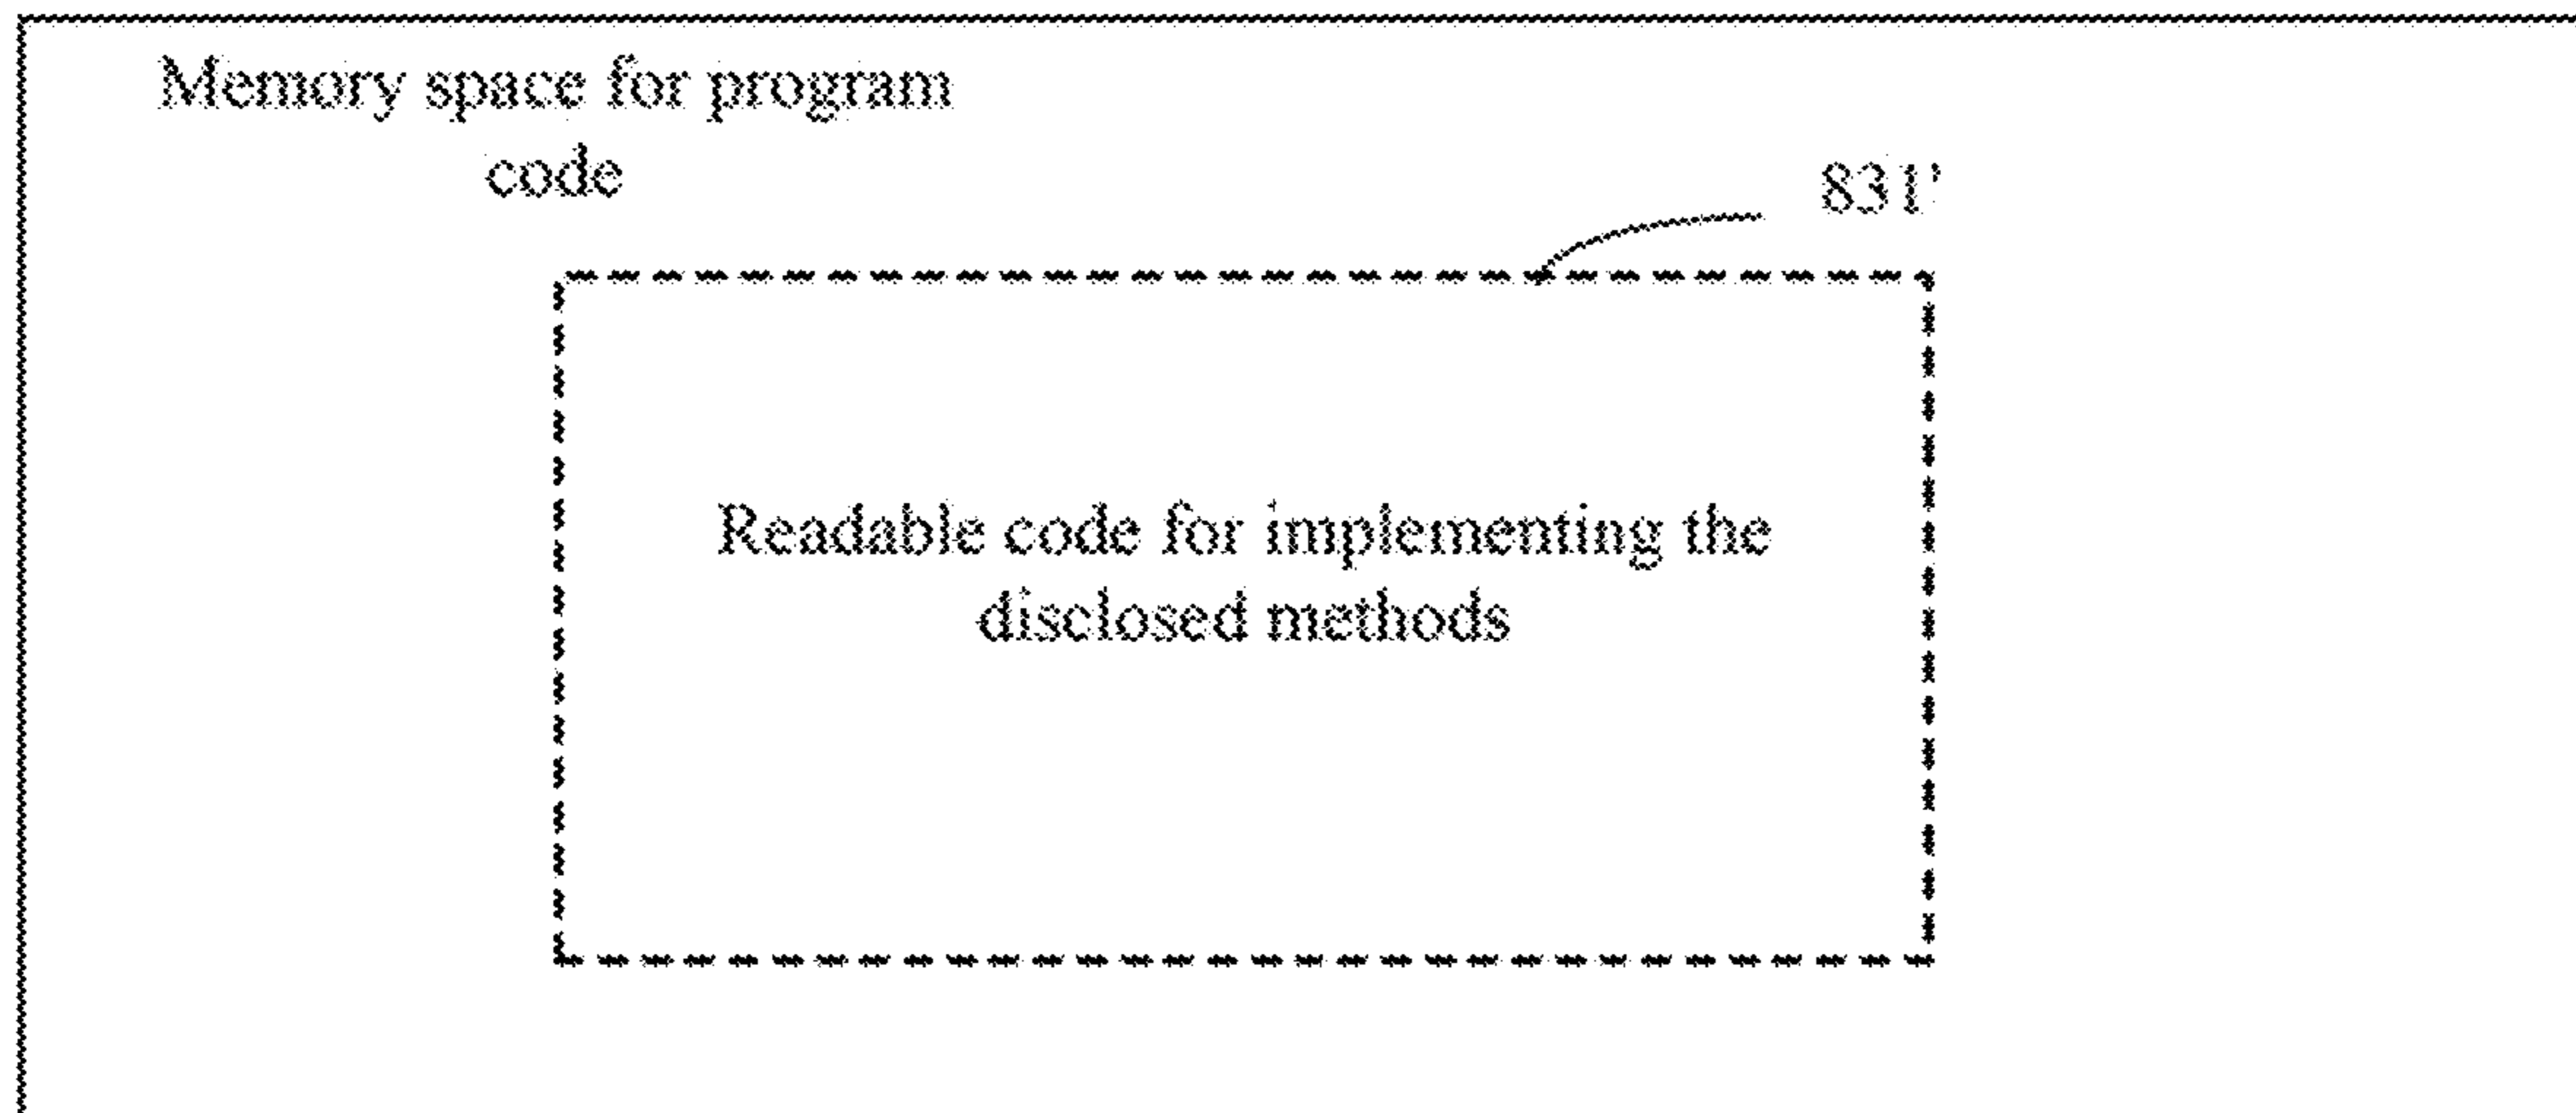 Memory space for program
code
831'
Readable code for implementing the
disclosed methods